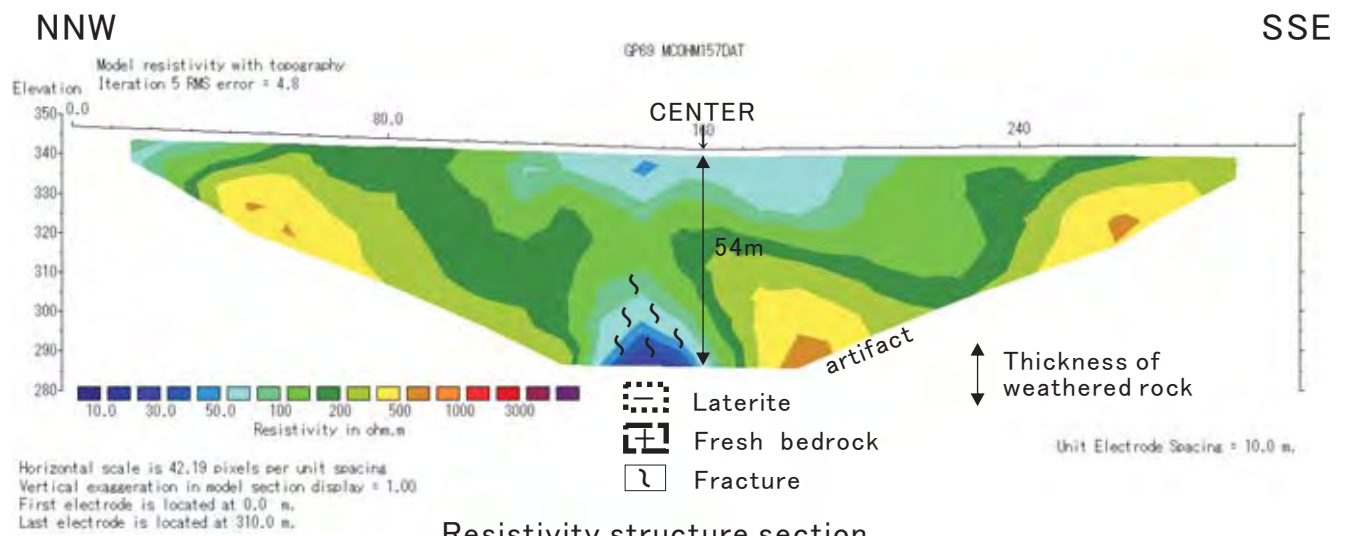 NNW
SSE
GP69 MCOHM157DAT
Model resistivity with topography
Iteration 5 RMS error = 4.8
Elevation
0.0
80.0
CENTER
160
240
350
340
330
320
310
300
290
280
54m
artifact
Thickness of
weathered rock
10.0 30.0 50.0 100 200 500 1000 3000
Resistivity in ohm.m
Laterite
Fresh bedrock
Fracture
Unit Electrode Spacing = 10.0 m.
Horizontal scale is 42.19 pixels per unit spacing
Vertical exaggeration in model section display = 1.00
First electrode is located at 0.0 m.
Last electrode is located at 310.0 m.
Resistivity structure section